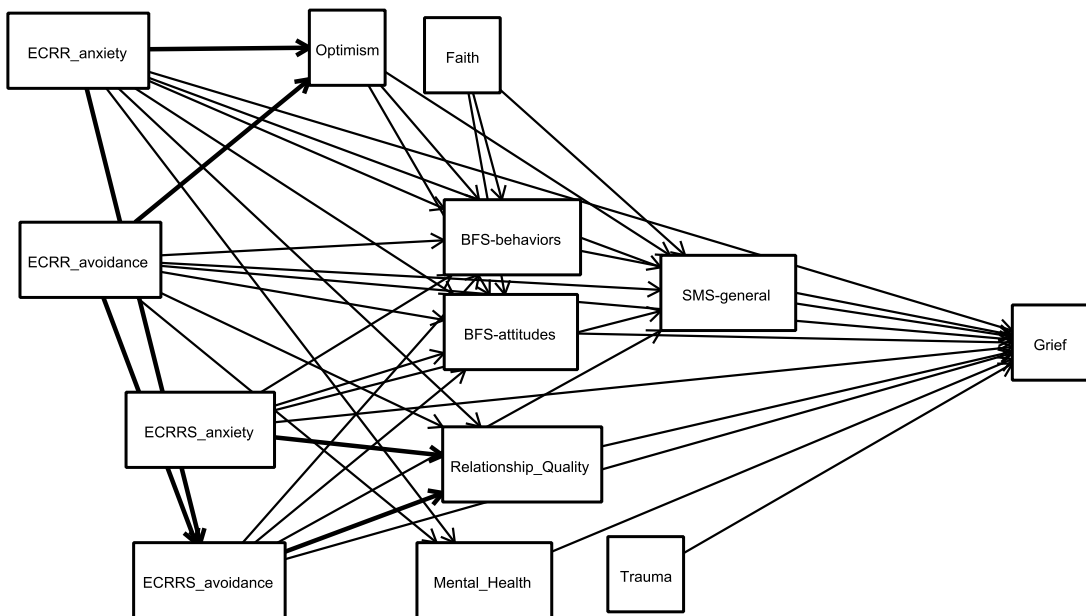 ECRR_anxiety
Optimism
Faith
ECRR_avoidance
BFS-behaviors
SMS-general
BFS-attitudes
Grief
ECRRS_anxiety
Relationship_Quality
ECRRS_avoidance
Mental_Health
Trauma